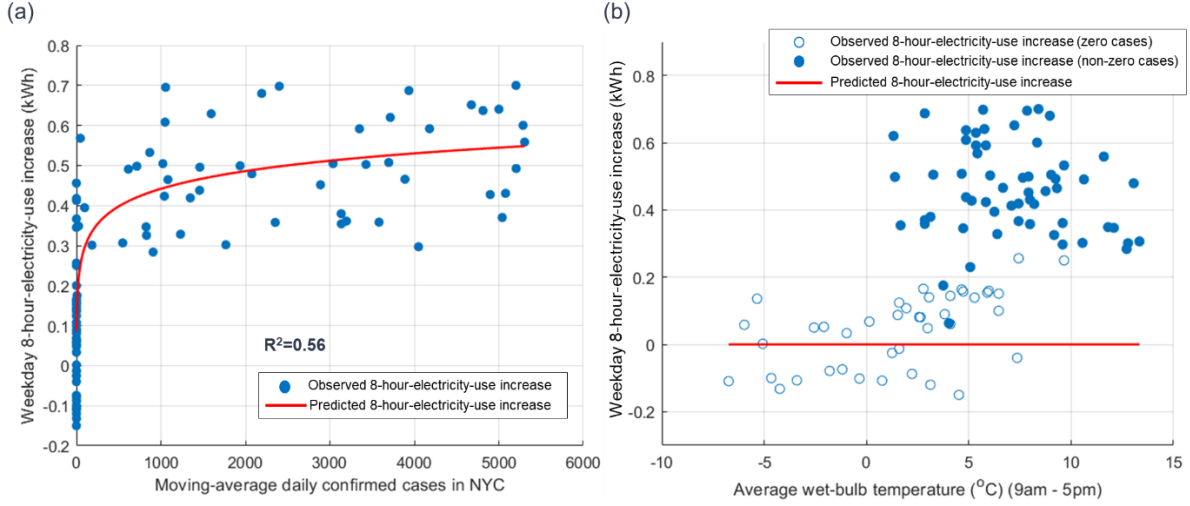 (a)
Weekday 8-hour-electricity-use increase (kWh)
0.8
0.7
0.6
0.5
0.4
0.3
0.2
0.1
0
-0.1
-0.2
R²=0.56
Observed 8-hour-electricity-use increase
Predicted 8-hour-electricity-use increase
0 1000 2000 3000 4000 5000 6000
Moving-average daily confirmed cases in NYC
(b)
Weekday 8-hour-electricity-use increase (kWh)
Observed 8-hour-electricity-use increase (zero cases)
Observed 8-hour-electricity-use increase (non-zero cases)
Predicted 8-hour-electricity-use increase
0.8
0.6
0.4
0.2
0
-0.2
-10 -5 0 5 10 15
Average wet-bulb temperature (°C) (9am - 5pm)